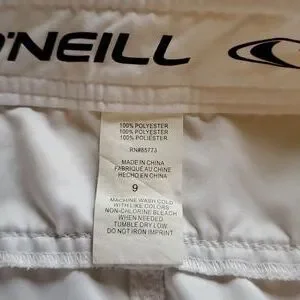 O'NEILL
100% POLYESTER
100% POLYESTER
100% POLIESTER
RN#85773
MADE IN CHINA
FABRIQUÉ AU CHINE
HECHO EN CHINA
9
MACHINE WASH COLD
WITH LIKE COLORS
NON-CHLORINE BLEACH
WHEN NEEDED
TUMBLE DRY LOW
DO NOT IRON IMPRINT